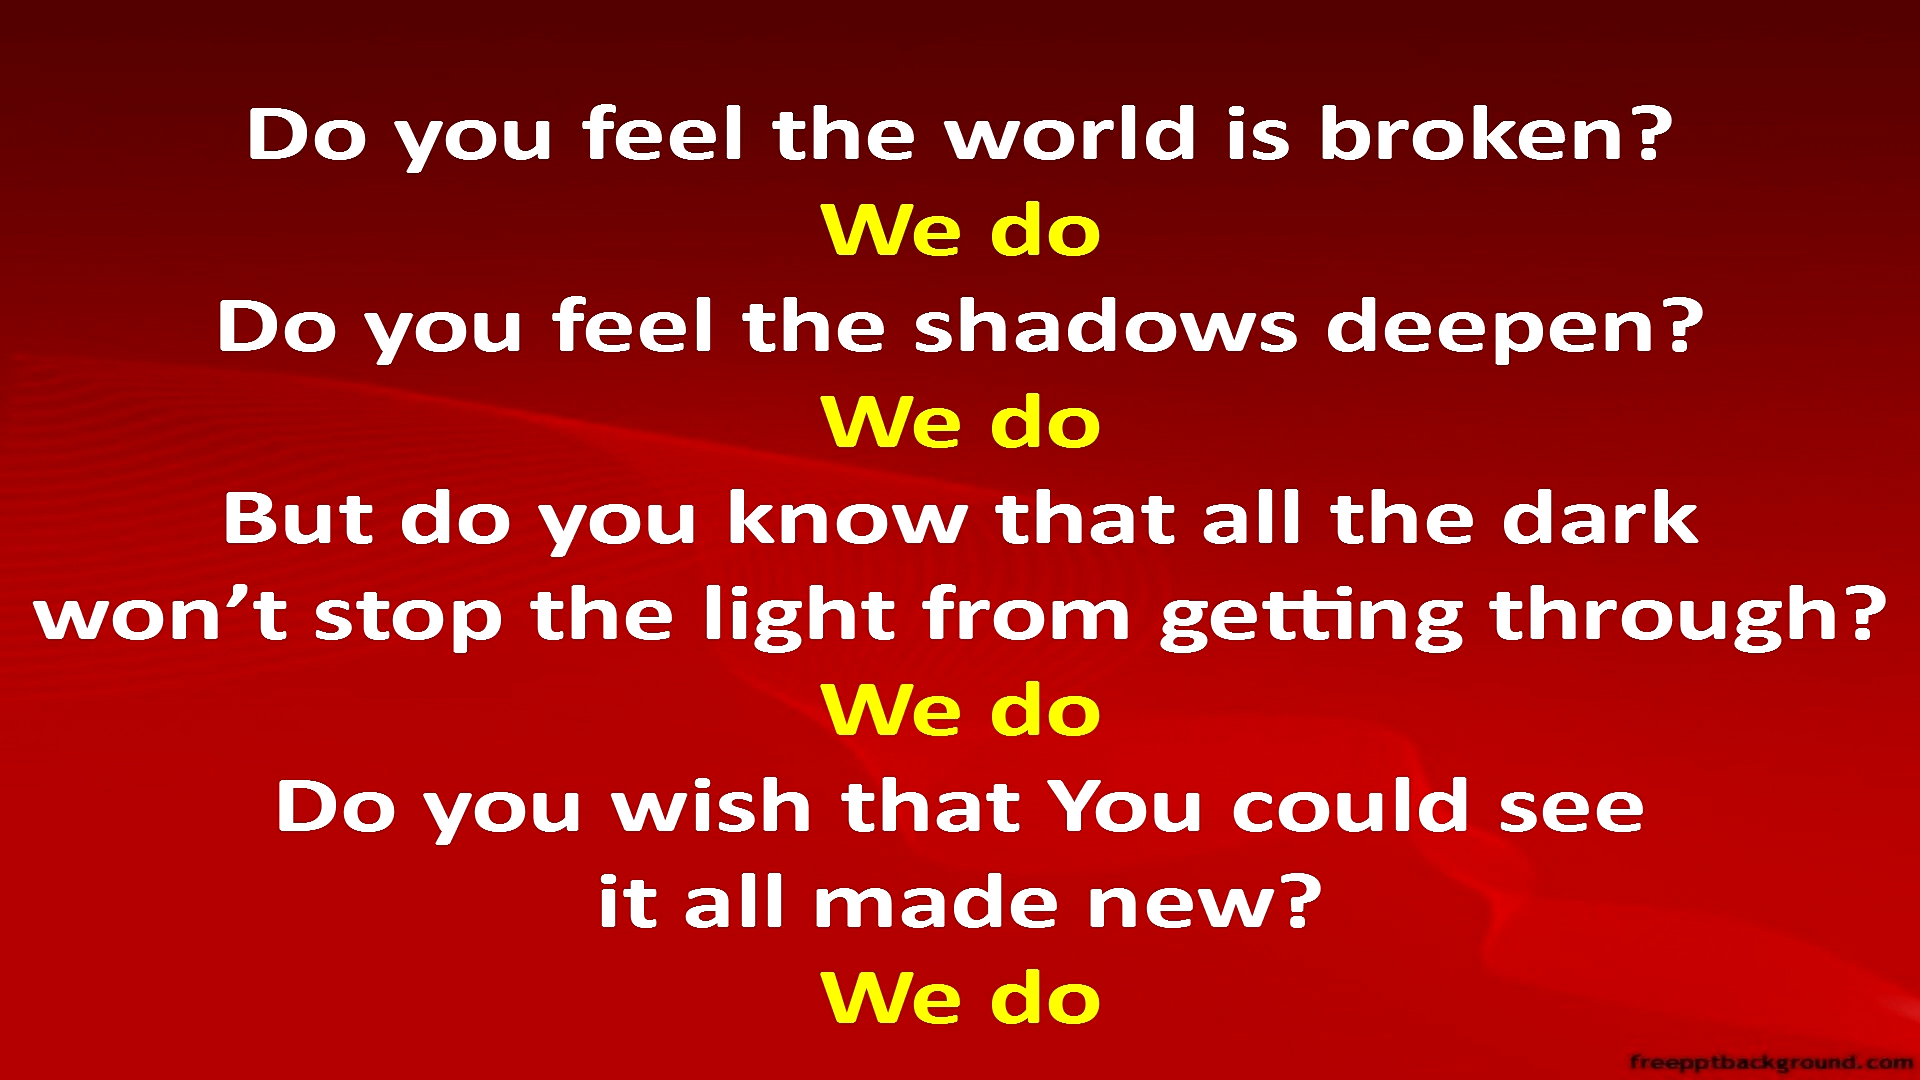 Do you feel the world is broken?
We do
Do you feel the shadows deepen?
We do
But do you know that all the dark
won’t stop the light from getting through?
We do
Do you wish that You could see
it all made new?
We do
freepptbackground.com